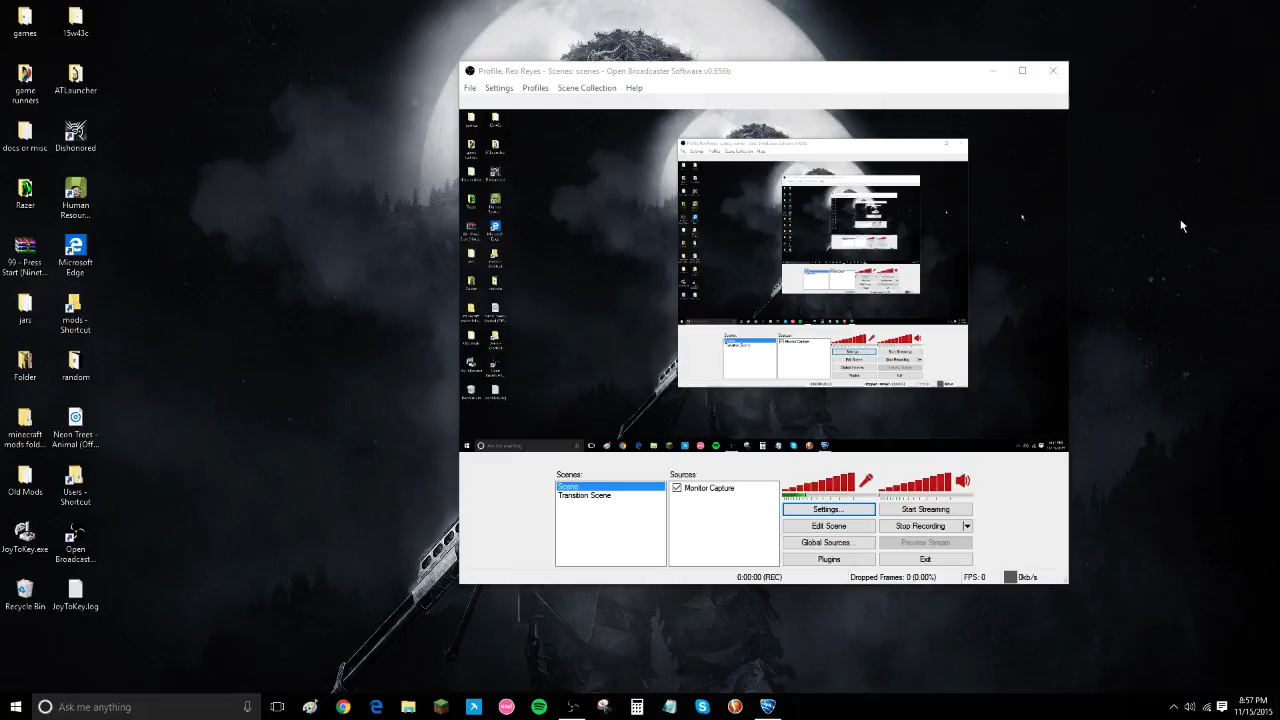 games
15w43c
game
runners
ATLauncher
docs or misc
Dishonored
Razer
Human
Resour...
99 - Press
Start (Ninet...
Microsoft
Edge
jars
mods -
Shortcut
Folder
random
minecraft
mods fold...
Neon Trees -
Animal (Off...
Old Mods
Users -
Shortcut
JoyToKey.exe
Open
Broadcast...
Recycle Bin
JoyToKey.log
Profile: Reo Reyes - Scenes: scenes - Open Broadcaster Software v0.656b
File Settings Profiles Scene Collection Help
Scenes:
Scene
Transition Scene
Sources:
Monitor Capture
Settings...
Start Streaming
Edit Scene
Stop Recording
Global Sources...
Preview Stream
Plugins
Exit
0:00:00 (REC)
Dropped Frames: 0 (0.00%)
FPS: 0
0kb/s
Ask me anything
8:57 PM
11/15/2015